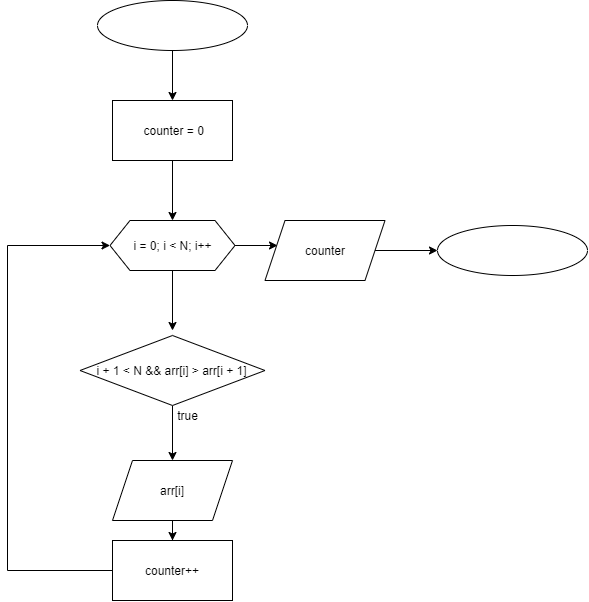 counter = 0
i = 0; i < N; i++
counter
i + 1 < N && arr[i] > arr[i + 1]
true
arr[i]
counter++